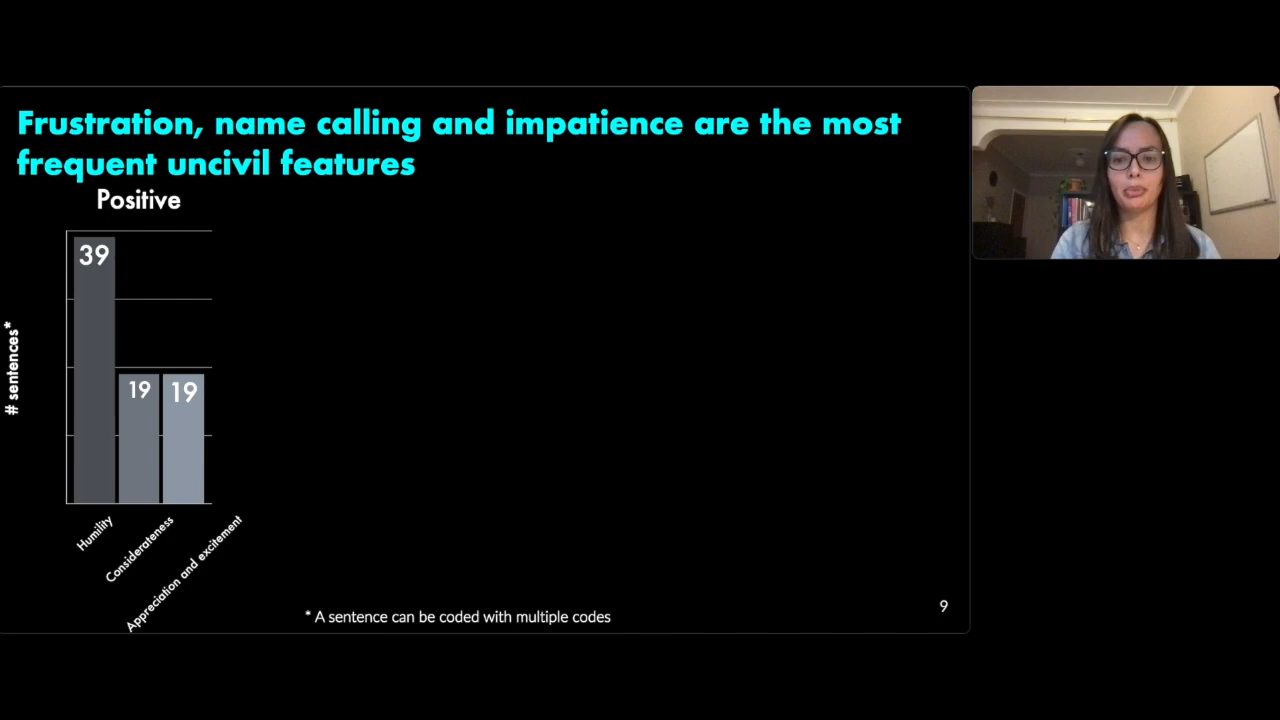 Frustration, name calling and impatience are the most
frequent uncivil features
Positive
39
19
19
# sentences*
Humility
Considerateness
Appreciation and excitement
* A sentence can be coded with multiple codes
9